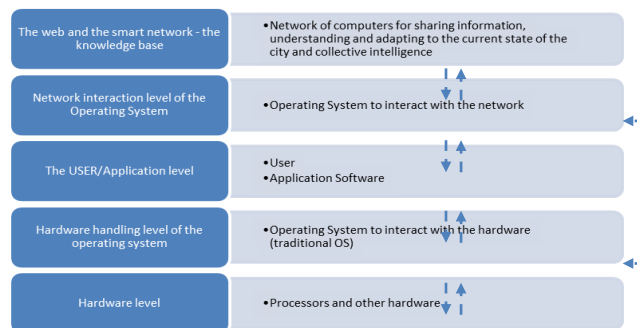 The web and the smart network - the
knowledge base
•Network of computers for sharing information,
understanding and adapting to the current state of the
city and collective intelligence
Network interaction level of the
Operating System
•Operating System to interact with the network
The USER/Application level
•User
•Application Software
Hardware handling level of the
operating system
•Operating System to interact with the hardware
(traditional OS)
Hardware level
•Processors and other hardware